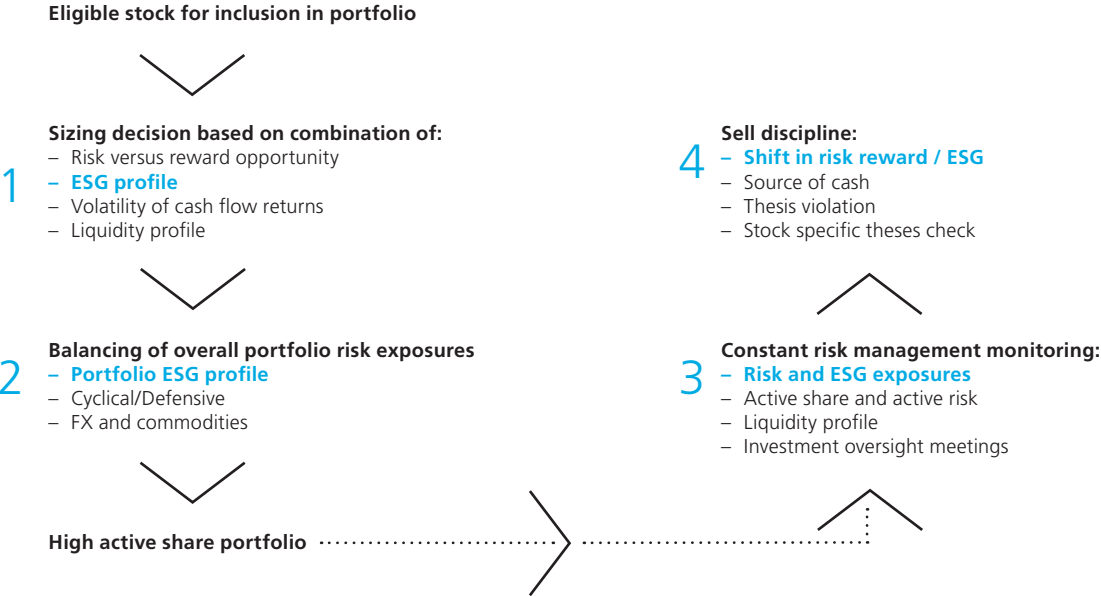 Eligible stock for inclusion in portfolio
1
Sizing decision based on combination of:
– Risk versus reward opportunity
– ESG profile
– Volatility of cash flow returns
– Liquidity profile
2
Balancing of overall portfolio risk exposures
– Portfolio ESG profile
– Cyclical/Defensive
– FX and commodities
High active share portfolio
3
Constant risk management monitoring:
– Risk and ESG exposures
– Active share and active risk
– Liquidity profile
– Investment oversight meetings
4
Sell discipline:
– Shift in risk reward / ESG
– Source of cash
– Thesis violation
– Stock specific theses check